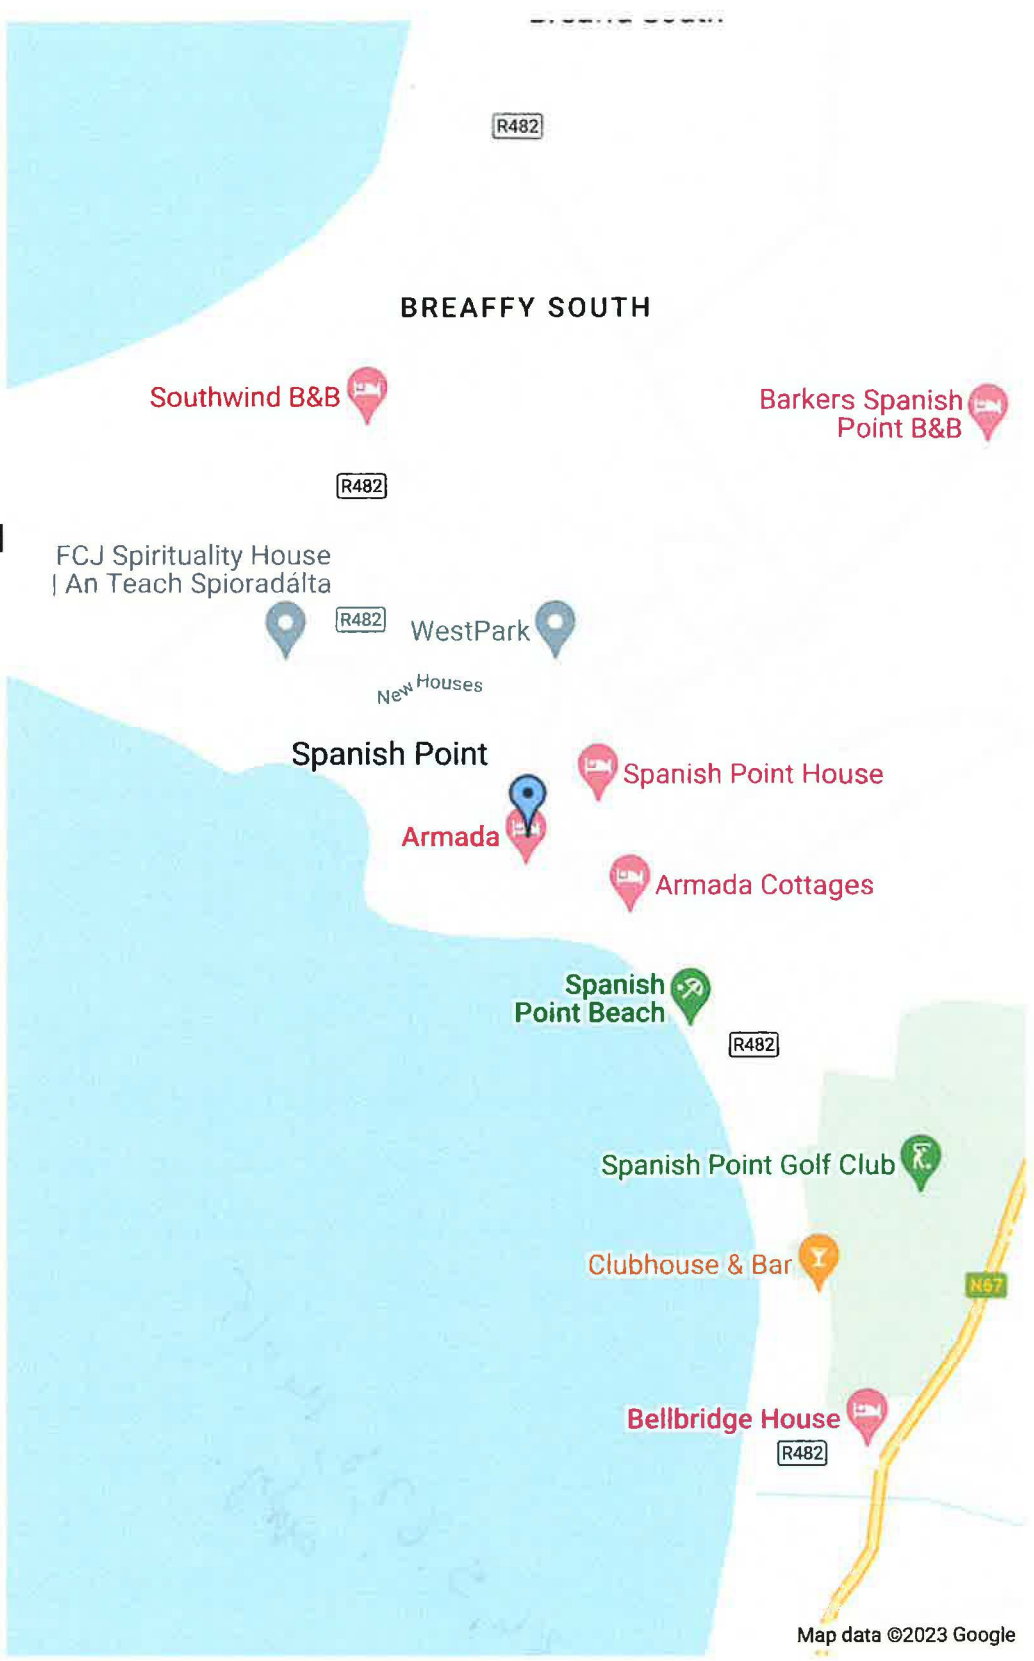 R482
BREAFFY SOUTH
Southwind B&B
Barkers Spanish
Point B&B
R482
FCJ Spirituality House
| An Teach Spioradálta
R482
WestPark
New Houses
Spanish Point
Spanish Point House
Armada
Armada Cottages
Spanish
Point Beach
R482
Spanish Point Golf Club
Clubhouse & Bar
N67
Bellbridge House
R482
Map data ©2023 Google